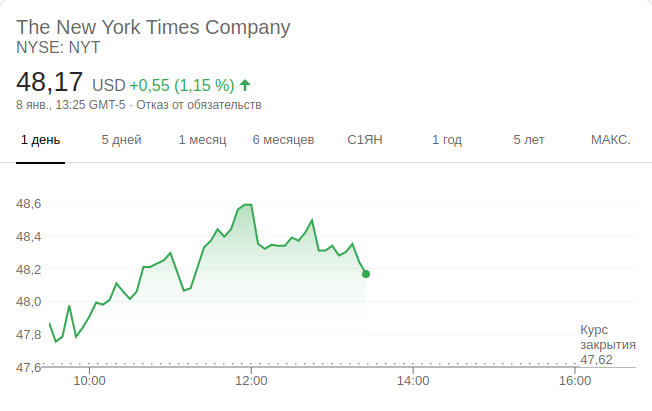 The New York Times Company
NYSE: NYT
48,17 USD +0,55 (1,15 %)
8 янв., 13:25 GMT-5 · Отказ от обязательств
1 день 5 дней 1 месяц 6 месяцев С1ЯН 1 год 5 лет МАКС.
48,6
48,4
48,2
48,0
47,8
47,6
Курс
закрытия
47,62
10:00 12:00 14:00 16:00